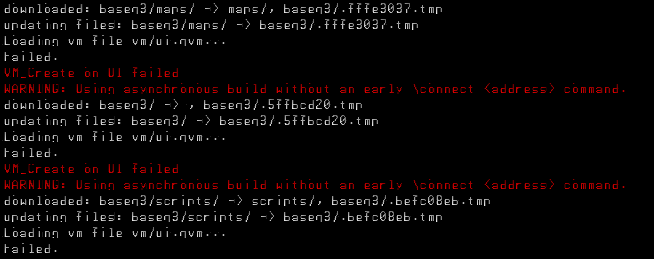 downloaded: baseq3/maps/ -> maps/, baseq3/.fffe3037.tmp
updating files: baseq3/maps/ -> baseq3/.fffe3037.tmp
Loading vm file vm/ui.qvm...
failed.
VM_Create on UI failed
WARNING: Using asynchronous build without an early \connect <address> command.
downloaded: baseq3/ -> , baseq3/.5ffbcd20.tmp
updating files: baseq3/ -> baseq3/.5ffbcd20.tmp
Loading vm file vm/ui.qvm...
failed.
VM_Create on UI failed
WARNING: Using asynchronous build without an early \connect <address> command.
downloaded: baseq3/scripts/ -> scripts/, baseq3/.befc08eb.tmp
updating files: baseq3/scripts/ -> baseq3/.befc08eb.tmp
Loading vm file vm/ui.qvm...
failed.